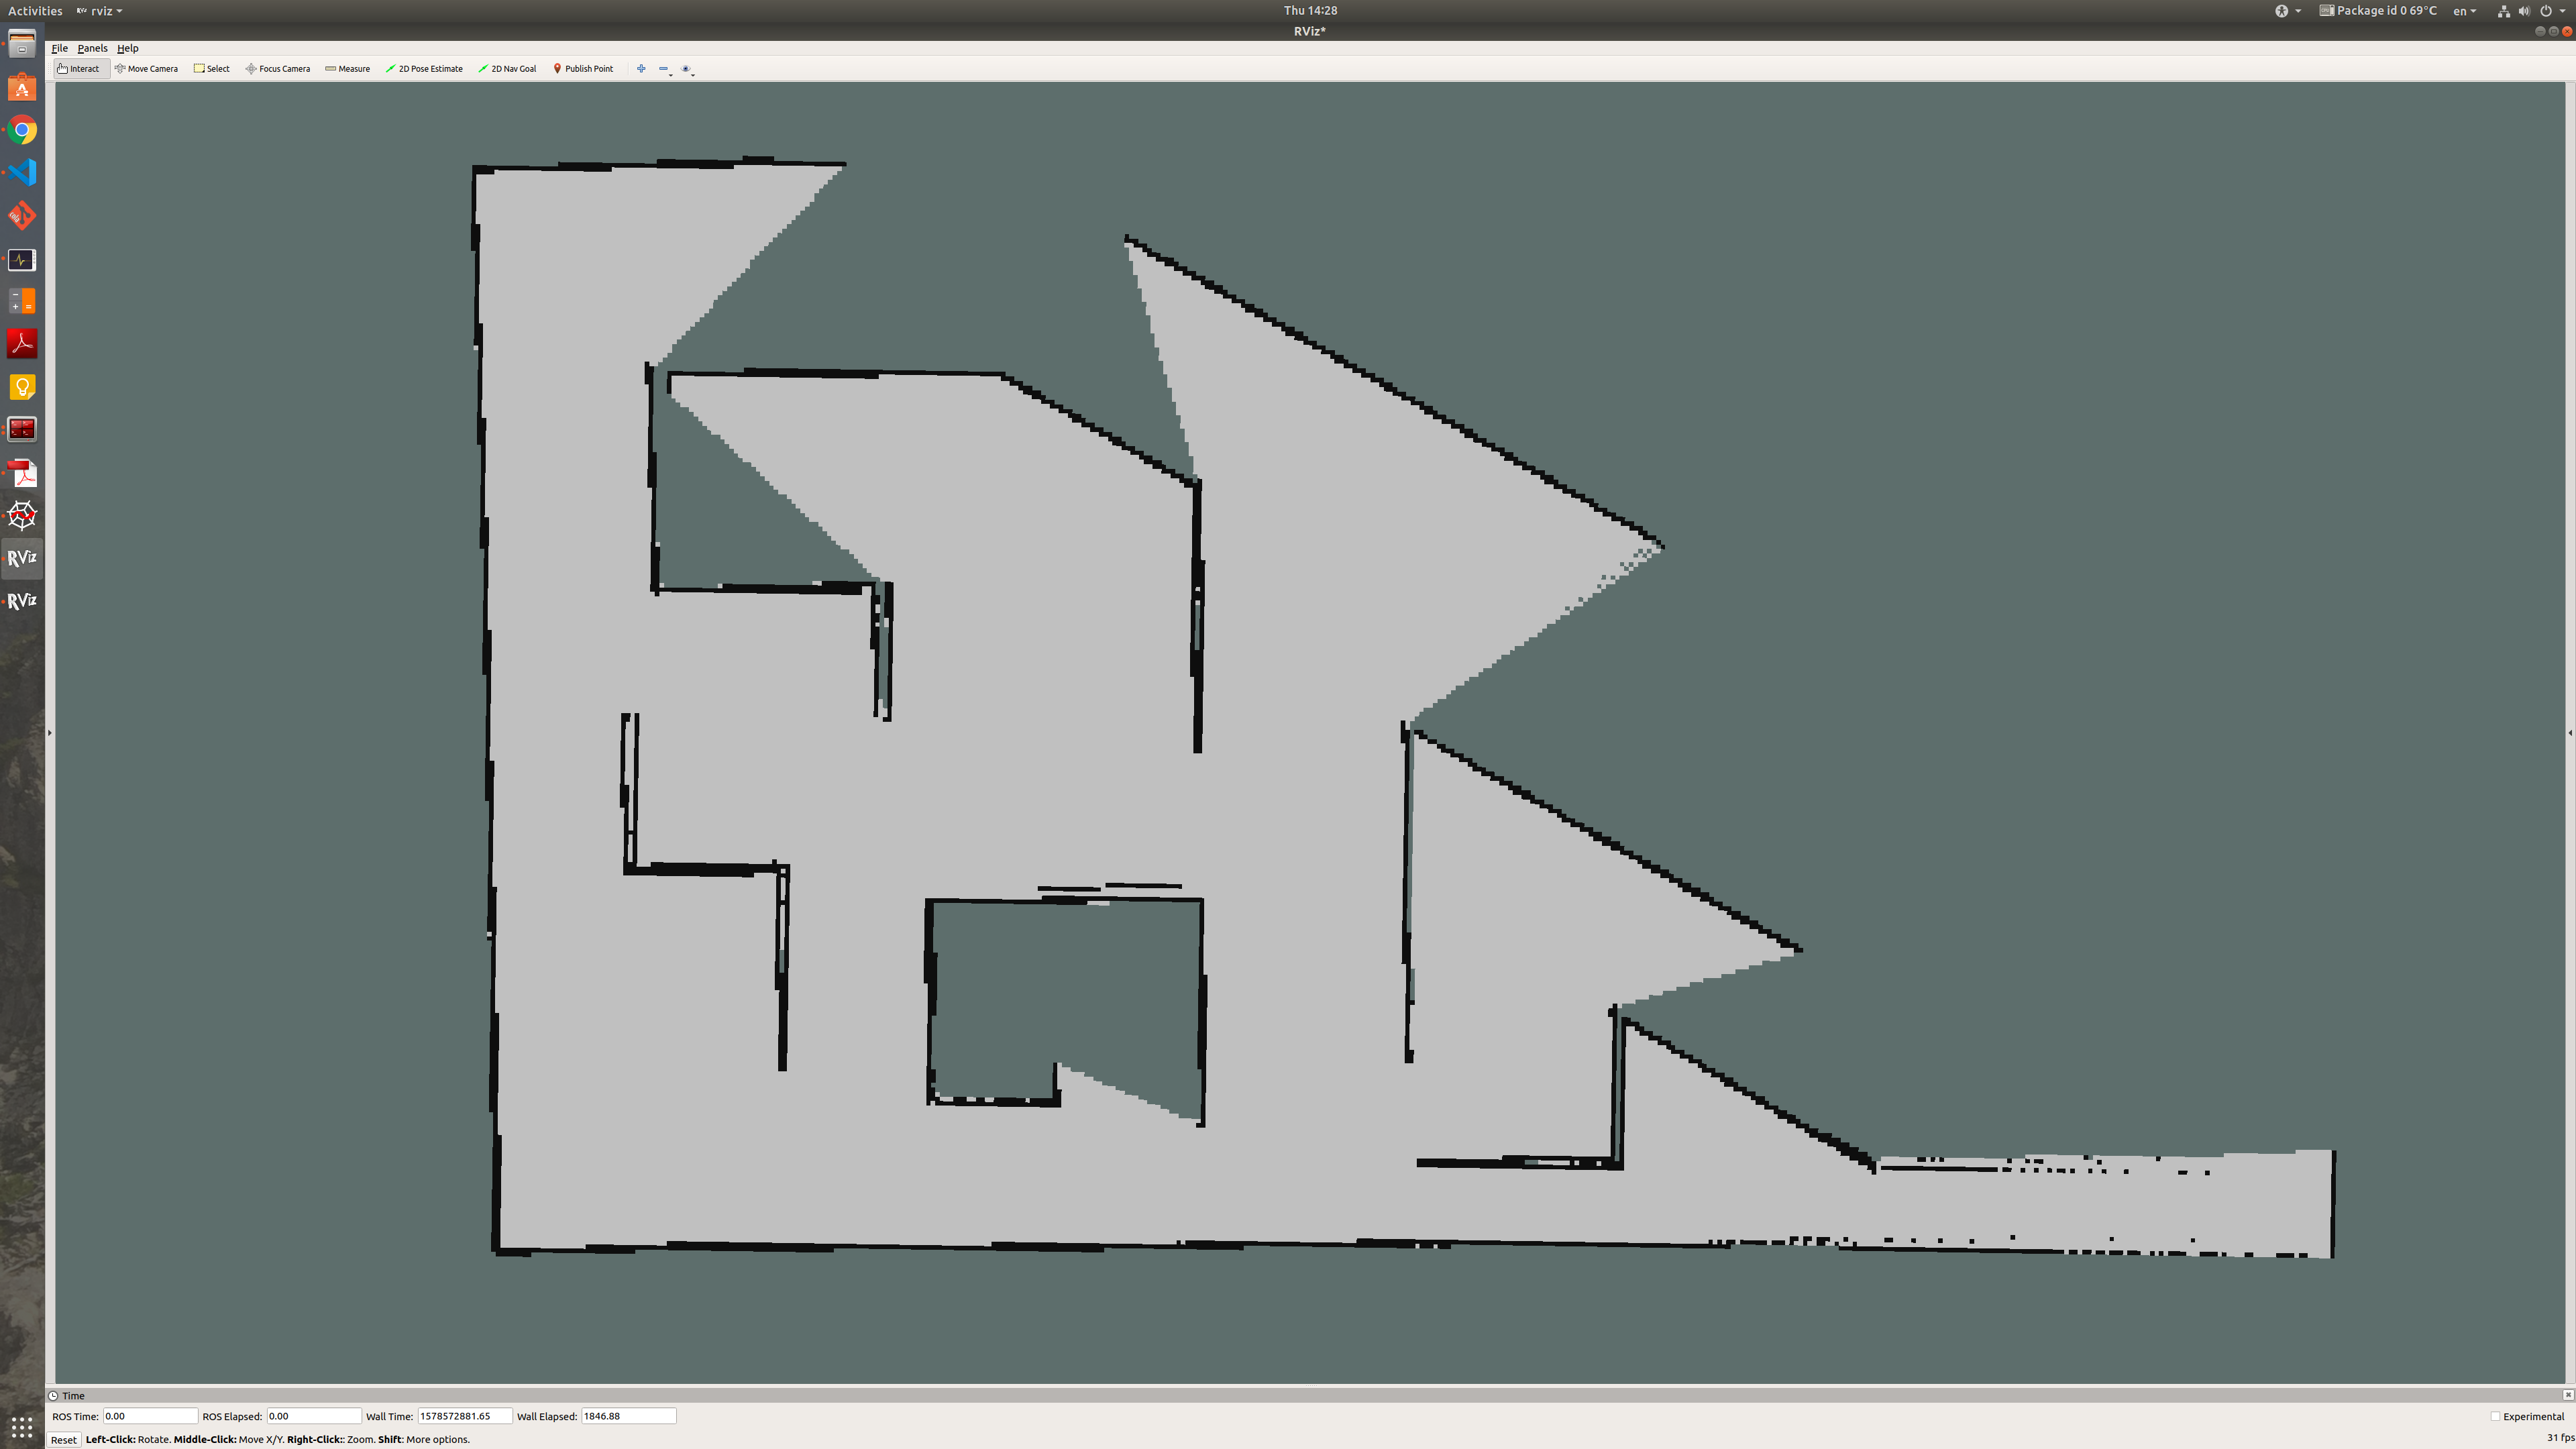 Activities rviz Thu 14:28 Package id 0 69°C en
RViz*
File Panels Help
Interact Move Camera Select Focus Camera Measure 2D Pose Estimate 2D Nav Goal Publish Point
RViz
RViz
Time
ROS Time: 0.00 ROS Elapsed: 0.00 Wall Time: 1578572881.65 Wall Elapsed: 1846.88 Experimental
Reset Left-Click: Rotate. Middle-Click: Move X/Y. Right-Click:: Zoom. Shift: More options. 31 fps